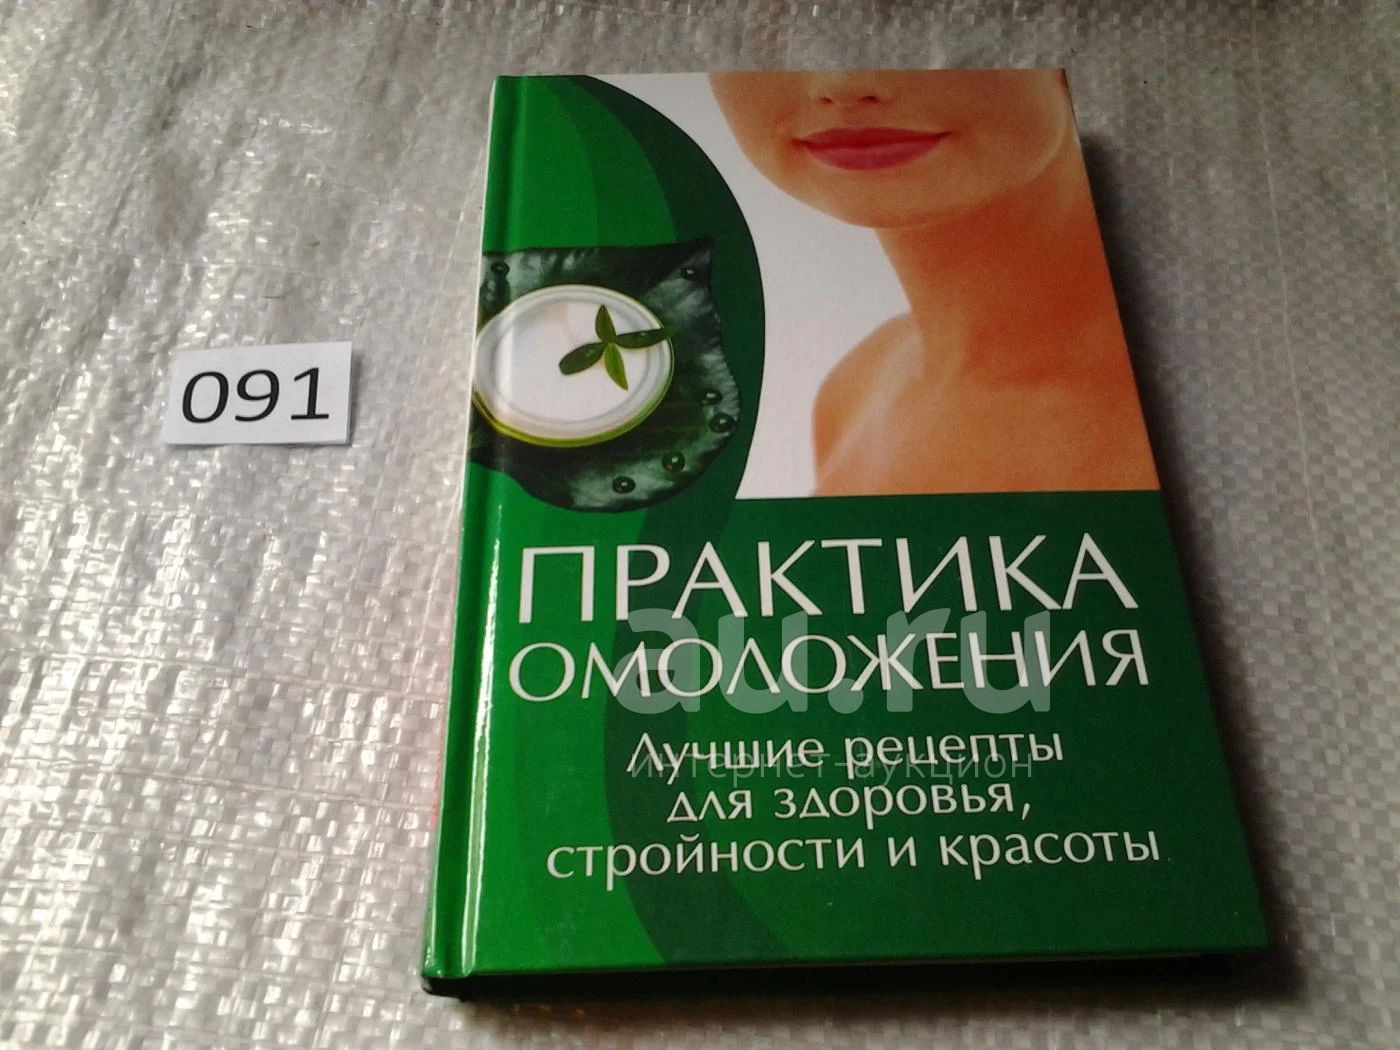 091
ПРАКТИКА
ОМОЛОЖЕНИЯ
au.ru
интернет-аукцион
Лучшие рецепты
для здоровья,
стройности и красоты